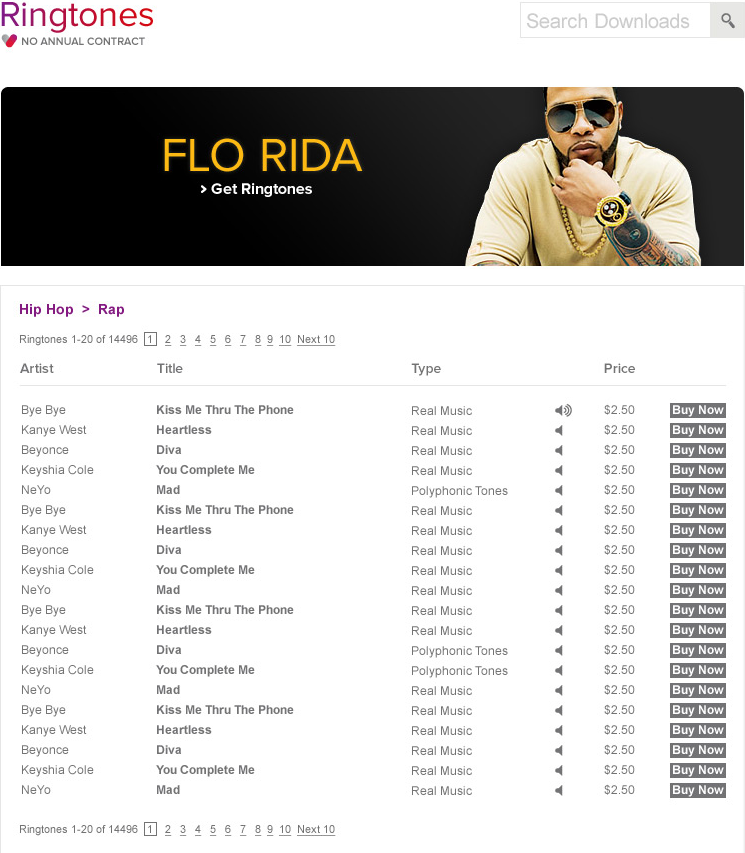 Ringtones
NO ANNUAL CONTRACT
Search Downloads
FLO RIDA
> Get Ringtones
Hip Hop > Rap
Ringtones 1-20 of 14496 1 2 3 4 5 6 7 8 9 10 Next 10
Artist Title Type Price
Bye Bye Kiss Me Thru The Phone Real Music $2.50 Buy Now
Kanye West Heartless Real Music $2.50 Buy Now
Beyonce Diva Real Music $2.50 Buy Now
Keyshia Cole You Complete Me Real Music $2.50 Buy Now
NeYo Mad Polyphonic Tones $2.50 Buy Now
Bye Bye Kiss Me Thru The Phone Real Music $2.50 Buy Now
Kanye West Heartless Real Music $2.50 Buy Now
Beyonce Diva Real Music $2.50 Buy Now
Keyshia Cole You Complete Me Real Music $2.50 Buy Now
NeYo Mad Real Music $2.50 Buy Now
Bye Bye Kiss Me Thru The Phone Real Music $2.50 Buy Now
Kanye West Heartless Real Music $2.50 Buy Now
Beyonce Diva Polyphonic Tones $2.50 Buy Now
Keyshia Cole You Complete Me Polyphonic Tones $2.50 Buy Now
NeYo Mad Real Music $2.50 Buy Now
Bye Bye Kiss Me Thru The Phone Real Music $2.50 Buy Now
Kanye West Heartless Real Music $2.50 Buy Now
Beyonce Diva Real Music $2.50 Buy Now
Keyshia Cole You Complete Me Real Music $2.50 Buy Now
NeYo Mad Real Music $2.50 Buy Now
Ringtones 1-20 of 14496 1 2 3 4 5 6 7 8 9 10 Next 10